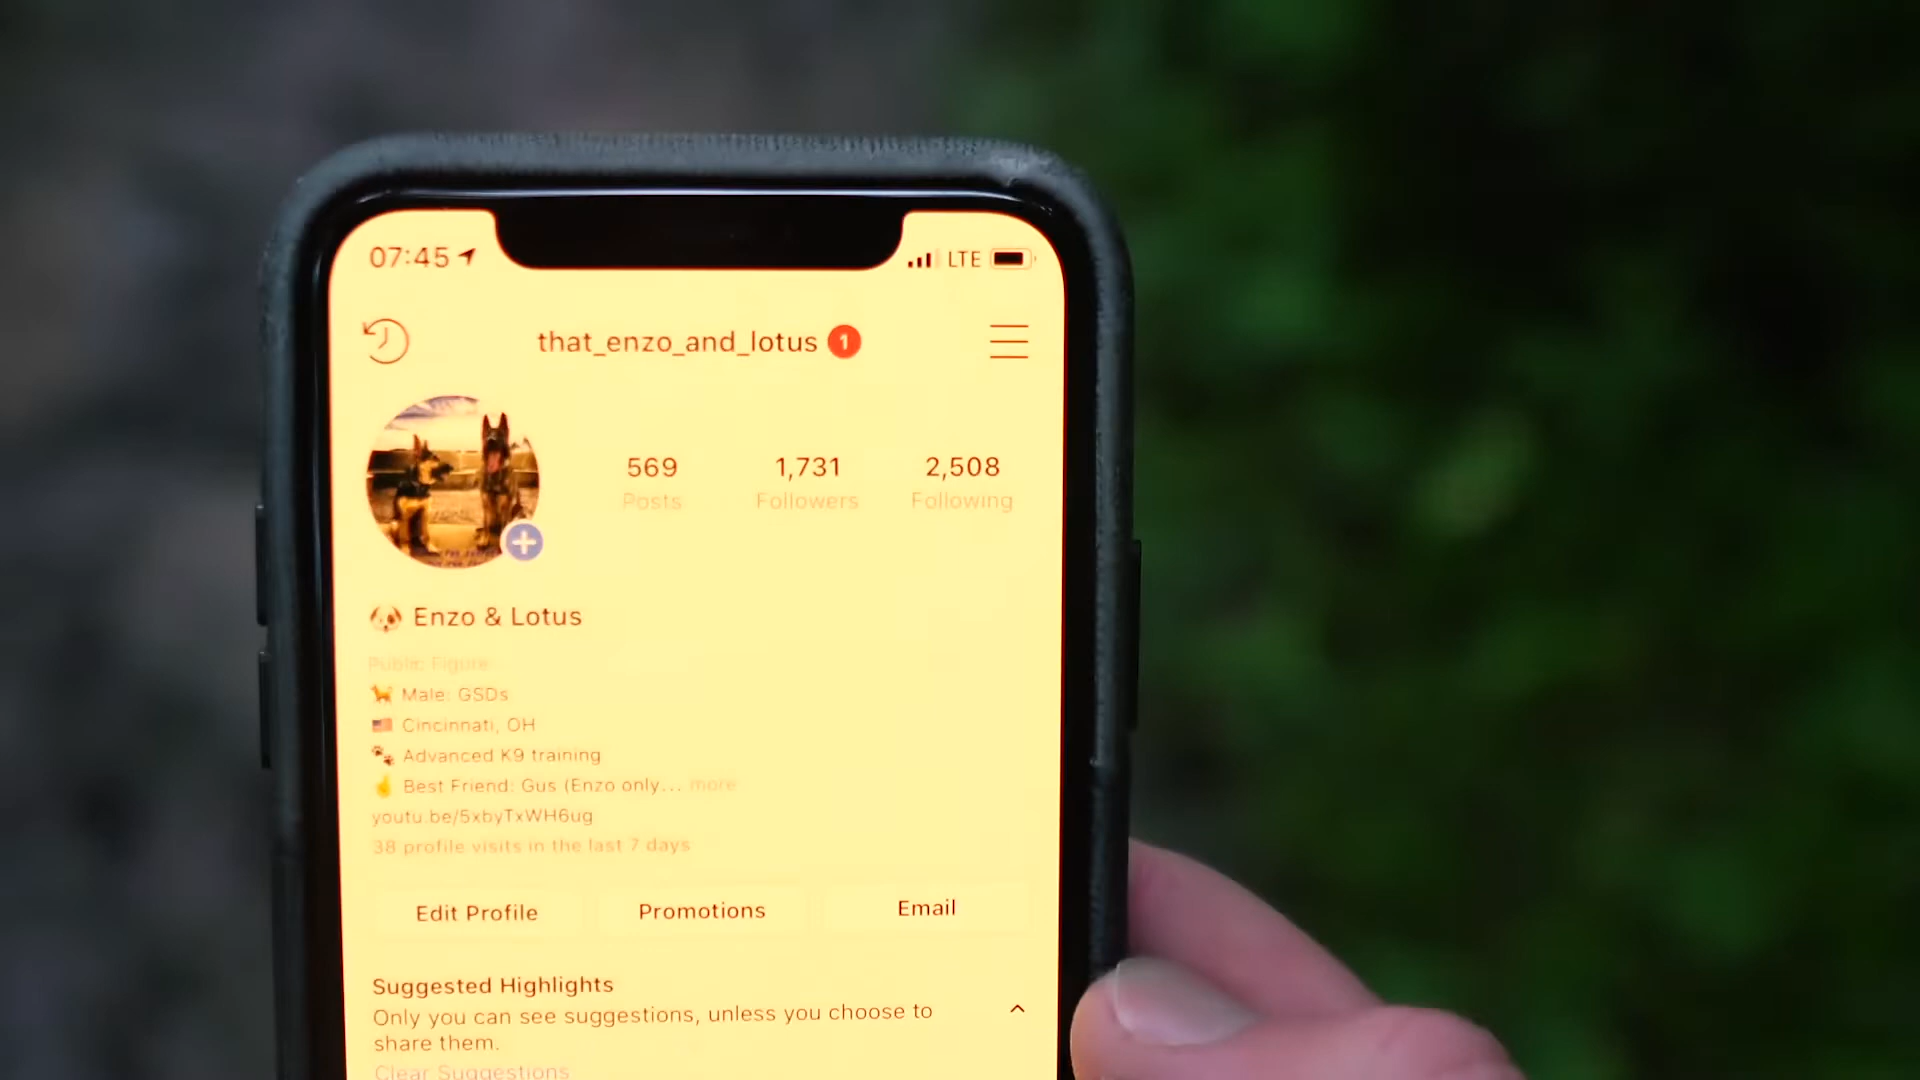 07:45 LTE
that_enzo_and_lotus 1
569 1,731 2,508
Posts Followers Following
Enzo & Lotus
Public Figure
Male: GSDs
Cincinnati, OH
Advanced K9 training
Best Friend: Gus (Enzo only... more
youtu.be/5xbyTxWH6ug
38 profile visits in the last 7 days
Edit Profile Promotions Email
Suggested Highlights
Only you can see suggestions, unless you choose to
share them.
Clear Suggestions